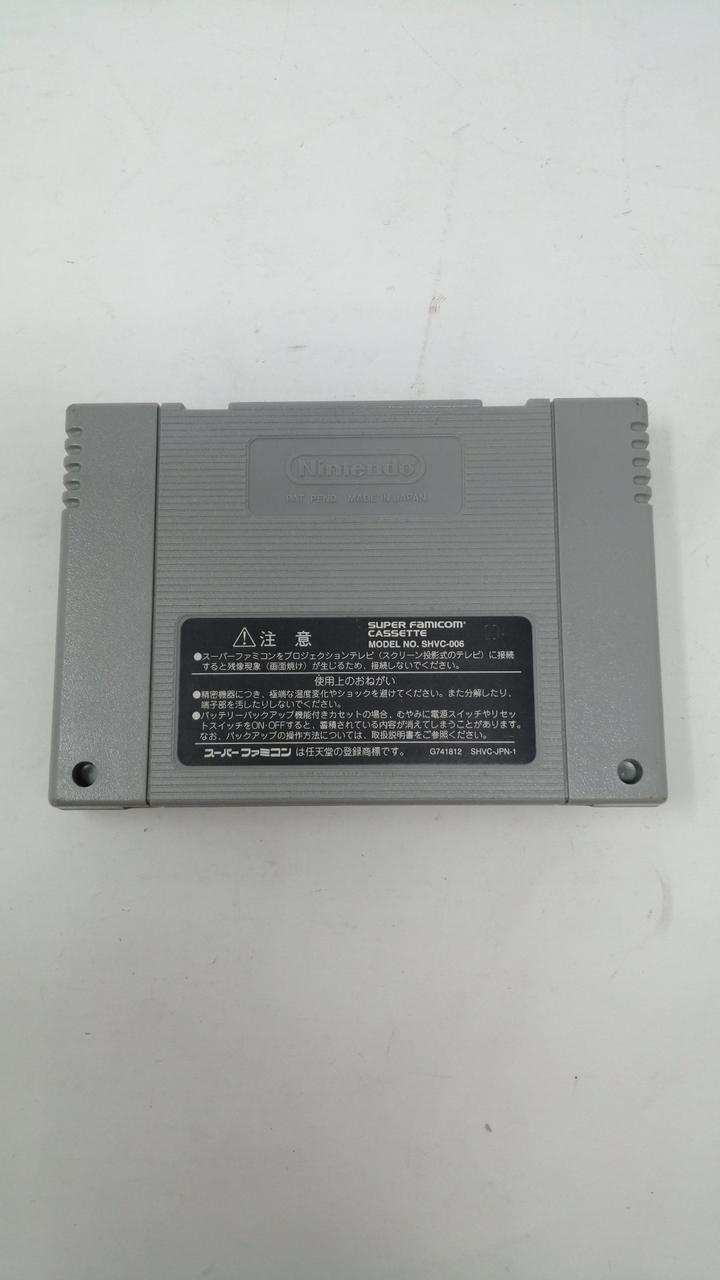 Nintendo
PAT. PEND. MADE IN JAPAN
⚠注 意
SUPER FAMICOM
CASSETTE
MODEL NO. SHVC-006
●スーパーファミコンをプロジェクションテレビ（スクリーン投影式のテレビ）に接続
すると残像現象（画面焼け）が生じるため、接続しないでください。
使用上のおねがい
●精密機器につき、極端な温度変化やショックを避けてください。また分解したり、
端子部を汚したりしないでください。
●バッテリーバックアップ機能付きカセットの場合、むやみに電源スイッチやリセッ
トスイッチをON・OFFすると、蓄積されている内容が消えてしまうことがあります。
なお、バックアップの操作方法については、取扱説明書をご参照ください。
スーパーファミコン は任天堂の登録商標です。 G741812 SHVC-JPN-1